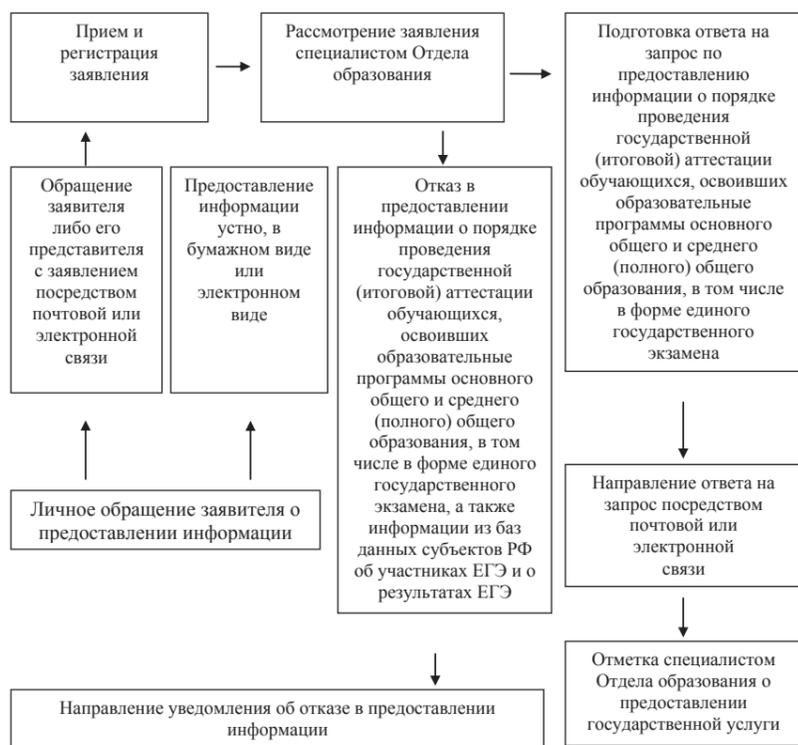 Прием и
регистрация
заявления
Рассмотрение заявления
специалистом Отдела
образования
Подготовка ответа на
запрос по
предоставлению
информации о порядке
проведения
государственной
(итоговой) аттестации
обучающихся, освоивших
образовательные
программы основного
общего и среднего
(полного) общего
образования, в том числе
в форме единого
государственного
экзамена
Обращение
заявителя
либо его
представителя
с заявлением
посредством
почтовой или
электронной
связи
Предоставление
информации
устно, в
бумажном виде
или
электронном
виде
Отказ в
предоставлении
информации о порядке
проведения
государственной
(итоговой) аттестации
обучающихся,
освоивших
образовательные
программы основного
общего и среднего
(полного) общего
образования, в том
числе в форме единого
государственного
экзамена, а также
информации из баз
данных субъектов РФ
об участниках ЕГЭ и о
результатах ЕГЭ
Личное обращение заявителя о
предоставлении информации
Направление ответа на
запрос посредством
почтовой или
электронной
связи
Отметка специалистом
Отдела образования о
предоставлении
государственной услуги
Направление уведомления об отказе в предоставлении
информации